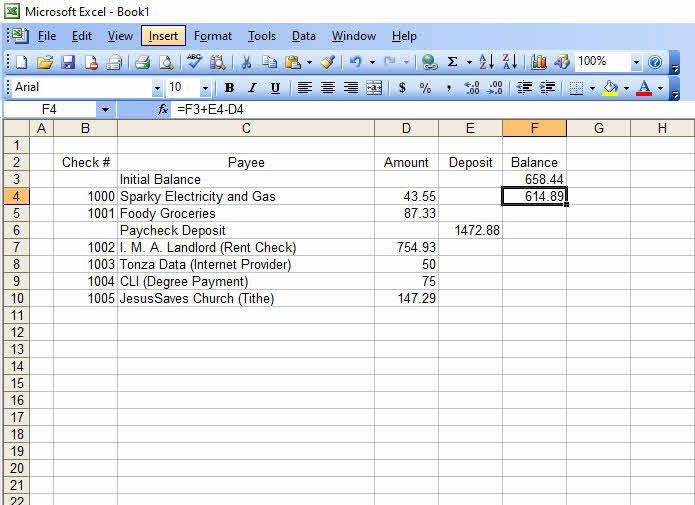 Microsoft Excel - Book1
File Edit View Insert Format Tools Data Window Help
ABC Σ A Z Z A 100% ?
Arial 10 B I U $ % , A
F4 fx =F3+E4-D4
A B C D E F G H
1
2 Check # Payee Amount Deposit Balance
3 Initial Balance 658.44
4 1000 Sparky Electricity and Gas 43.55 614.89
5 1001 Foody Groceries 87.33
6 Paycheck Deposit 1472.88
7 1002 I. M. A. Landlord (Rent Check) 754.93
8 1003 Tonza Data (Internet Provider) 50
9 1004 CLI (Degree Payment) 75
10 1005 JesusSaves Church (Tithe) 147.29
11
12
13
14
15
16
17
18
19
20
21
22